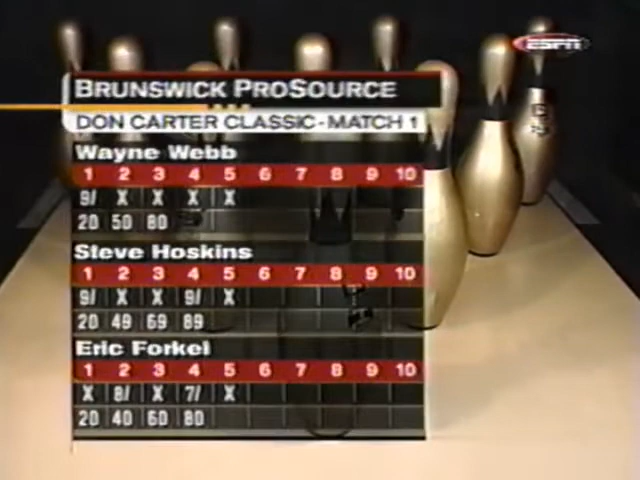 ESPN
BRUNSWICK PROSOURCE
DON CARTER CLASSIC - MATCH 1
Wayne Webb
1 2 3 4 5 6 7 8 9 10
9/ X X X X
20 50 80
Steve Hoskins
1 2 3 4 5 6 7 8 9 10
9/ X X 9/ X
20 49 69 89
Eric Forkel
1 2 3 4 5 6 7 8 9 10
X 8/ X 7/ X
20 40 60 80